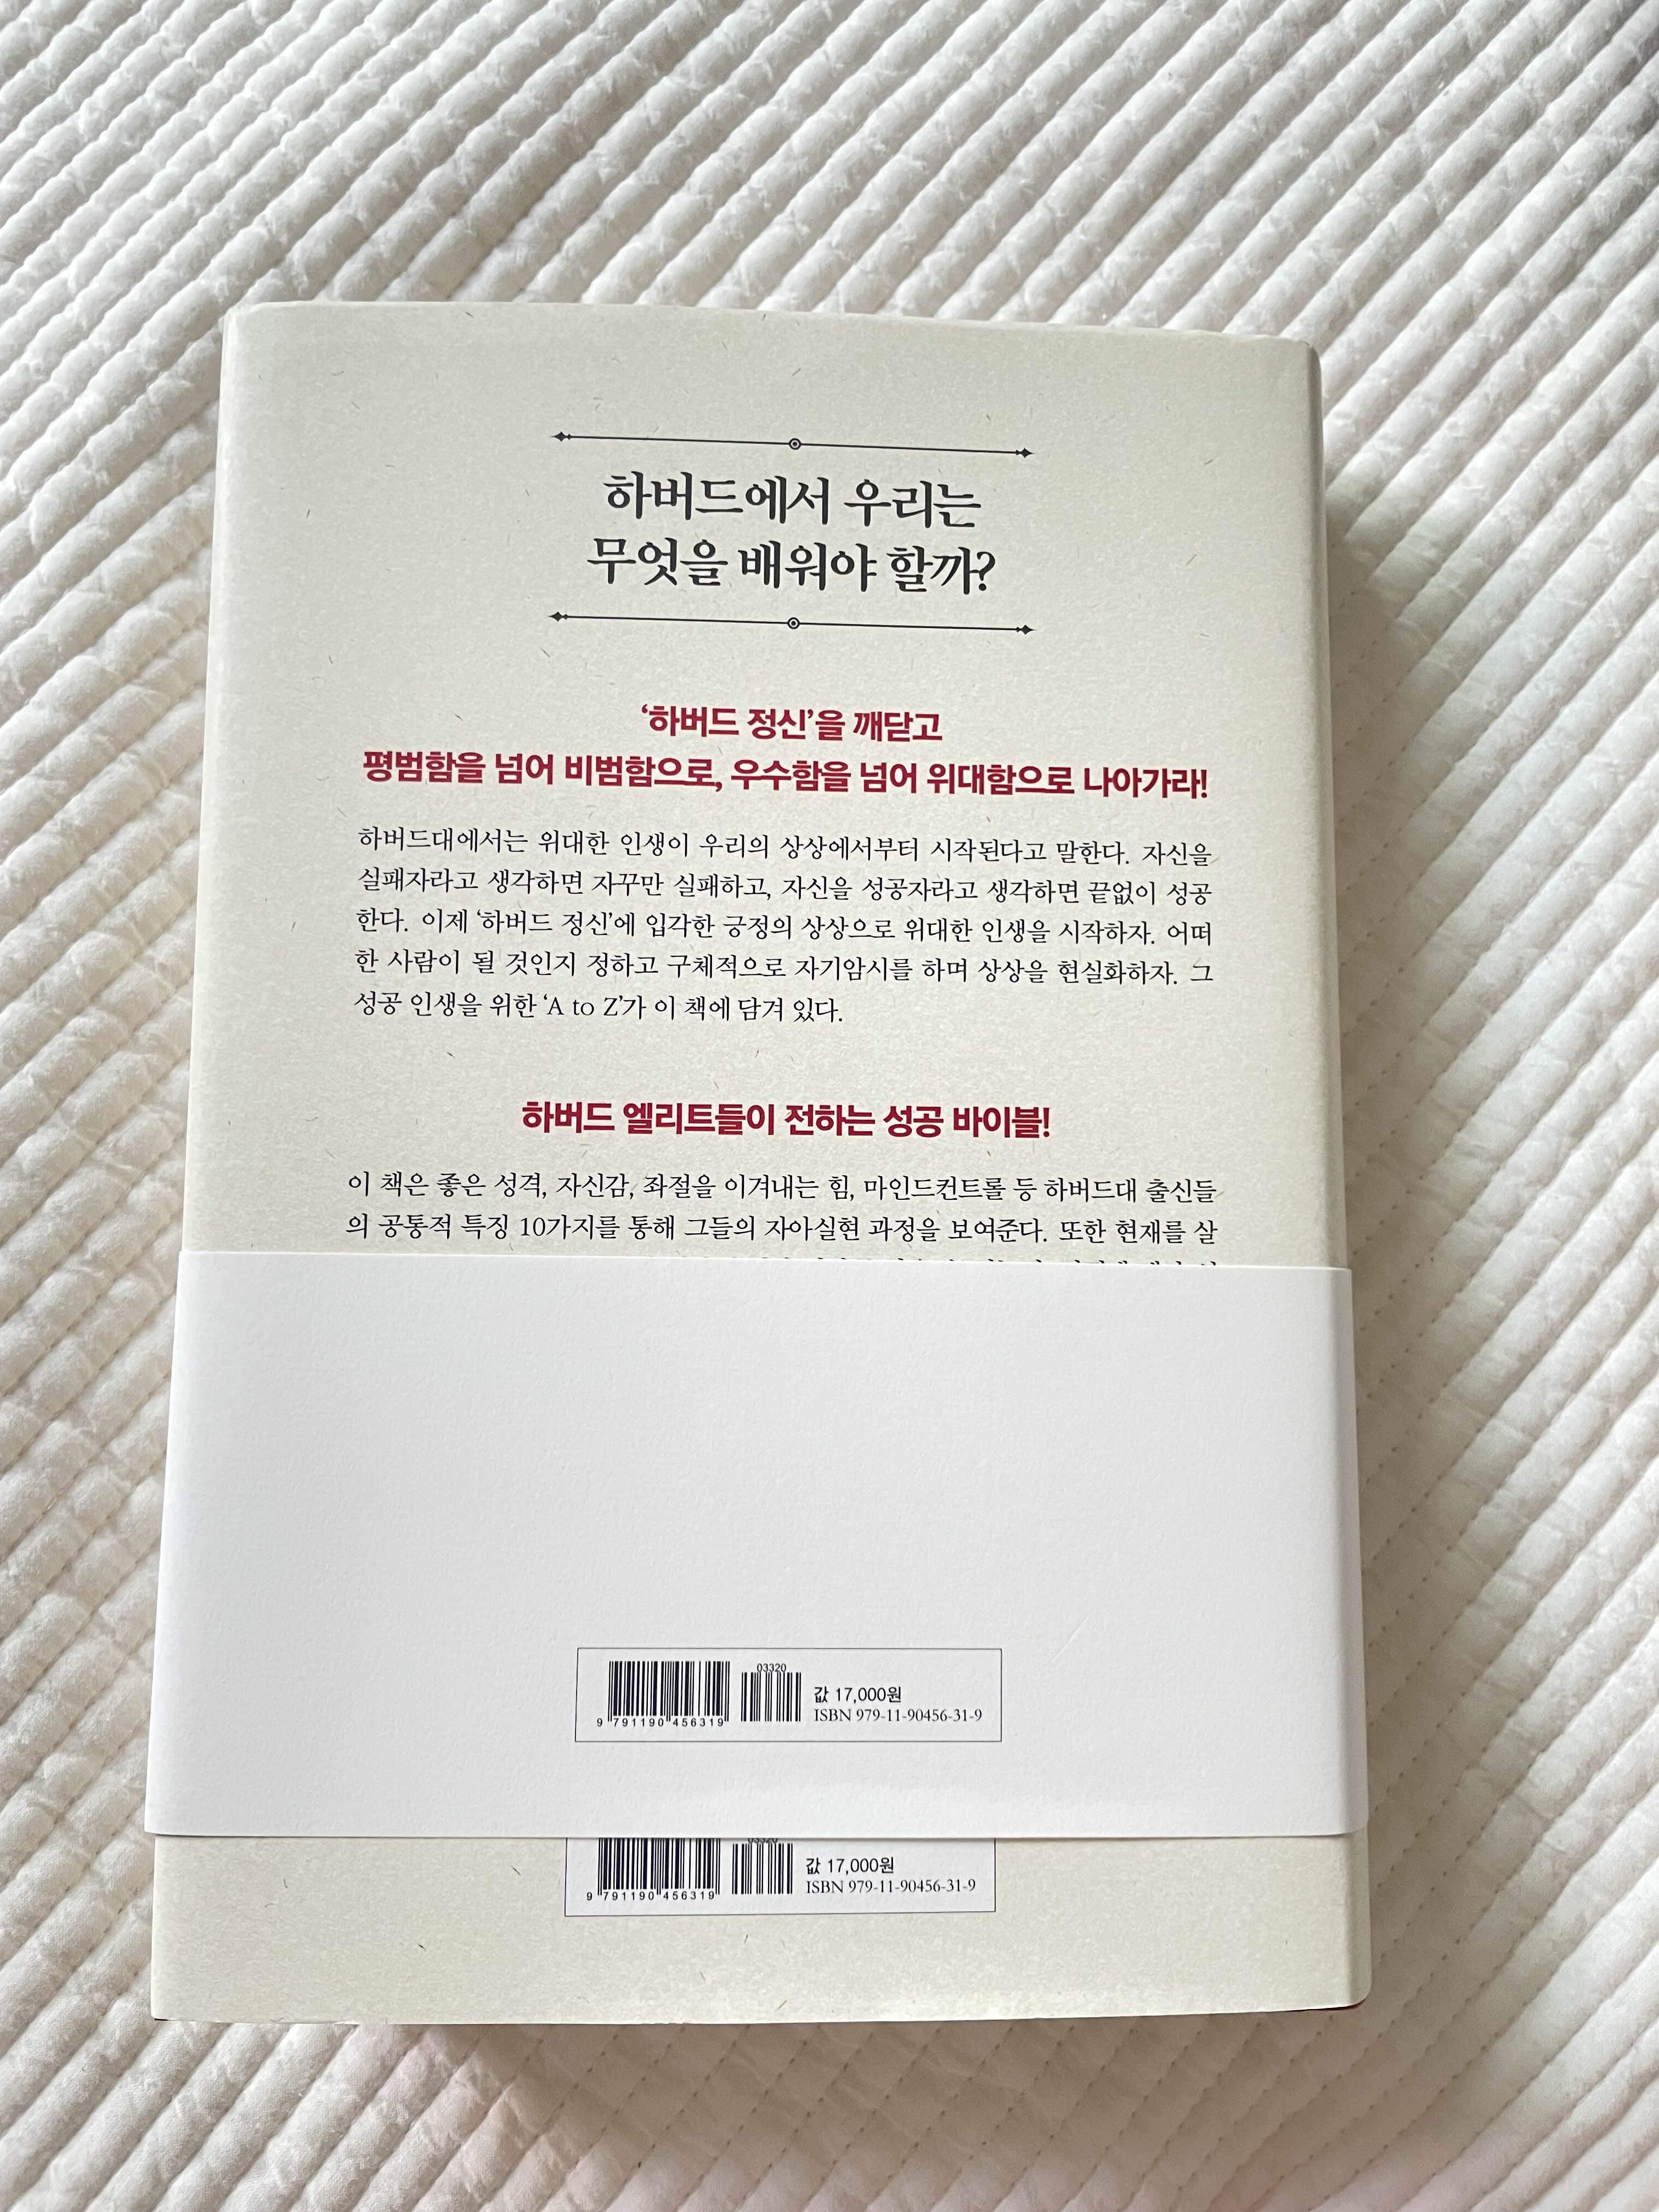 하버드에서 우리는
무엇을 배워야 할까?
‘하버드 정신’을 깨닫고
평범함을 넘어 비범함으로, 우수함을 넘어 위대함으로 나아가라!
하버드대에서는 위대한 인생이 우리의 상상에서부터 시작된다고 말한다. 자신을
실패자라고 생각하면 자꾸만 실패하고, 자신을 성공자라고 생각하면 끝없이 성공
한다. 이제 ‘하버드 정신’에 입각한 긍정의 상상으로 위대한 인생을 시작하자. 어떠
한 사람이 될 것인지 정하고 구체적으로 자기암시를 하며 상상을 현실화하자. 그
성공 인생을 위한 ‘A to Z’가 이 책에 담겨 있다.
하버드 엘리트들이 전하는 성공 바이블!
이 책은 좋은 성격, 자신감, 좌절을 이겨내는 힘, 마인드컨트롤 등 하버드대 출신들
의 공통적 특징 10가지를 통해 그들의 자아실현 과정을 보여준다. 또한 현재를 살
03320
값 17,000원
ISBN 979-11-90456-31-9
9 791190 456319
03320
값 17,000원
ISBN 979-11-90456-31-9
9 791190 456319